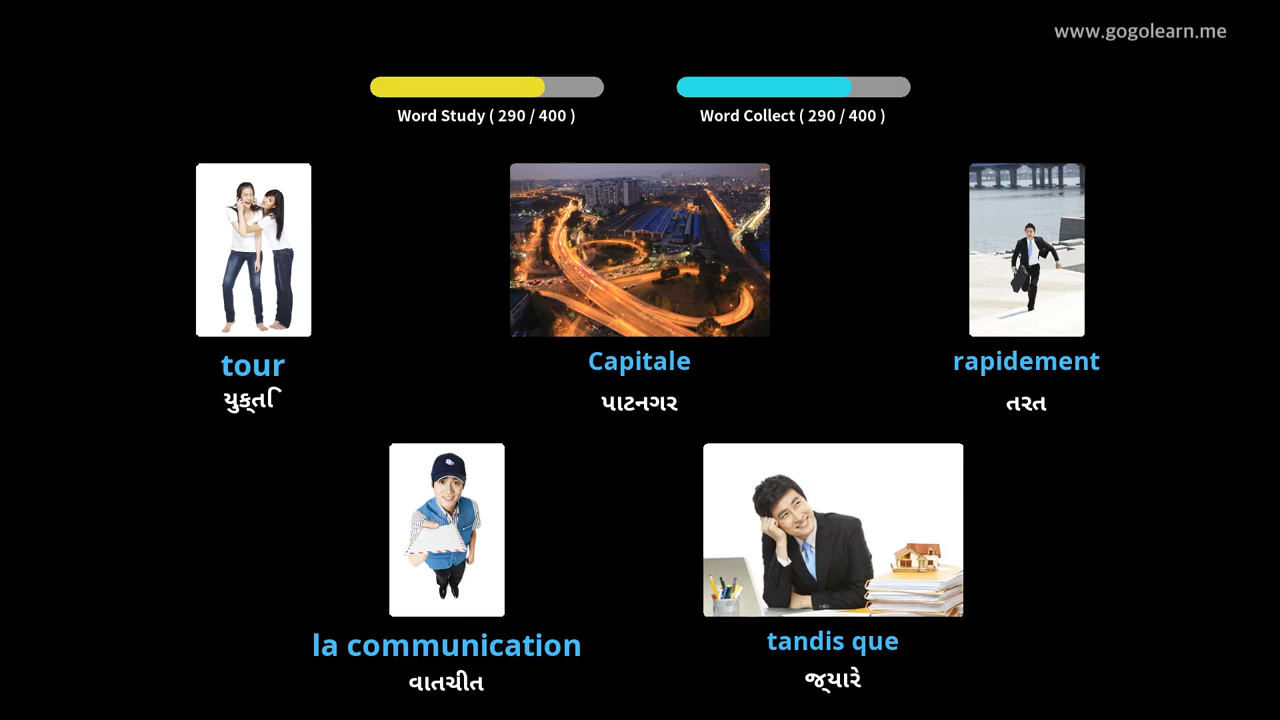 www.gogolearn.me
Word Study ( 290 / 400 )
Word Collect ( 290 / 400 )
tour
યુક્તિ
Capitale
પાટનગર
rapidement
તરત
la communication
વાતચીત
tandis que
જ્યારે